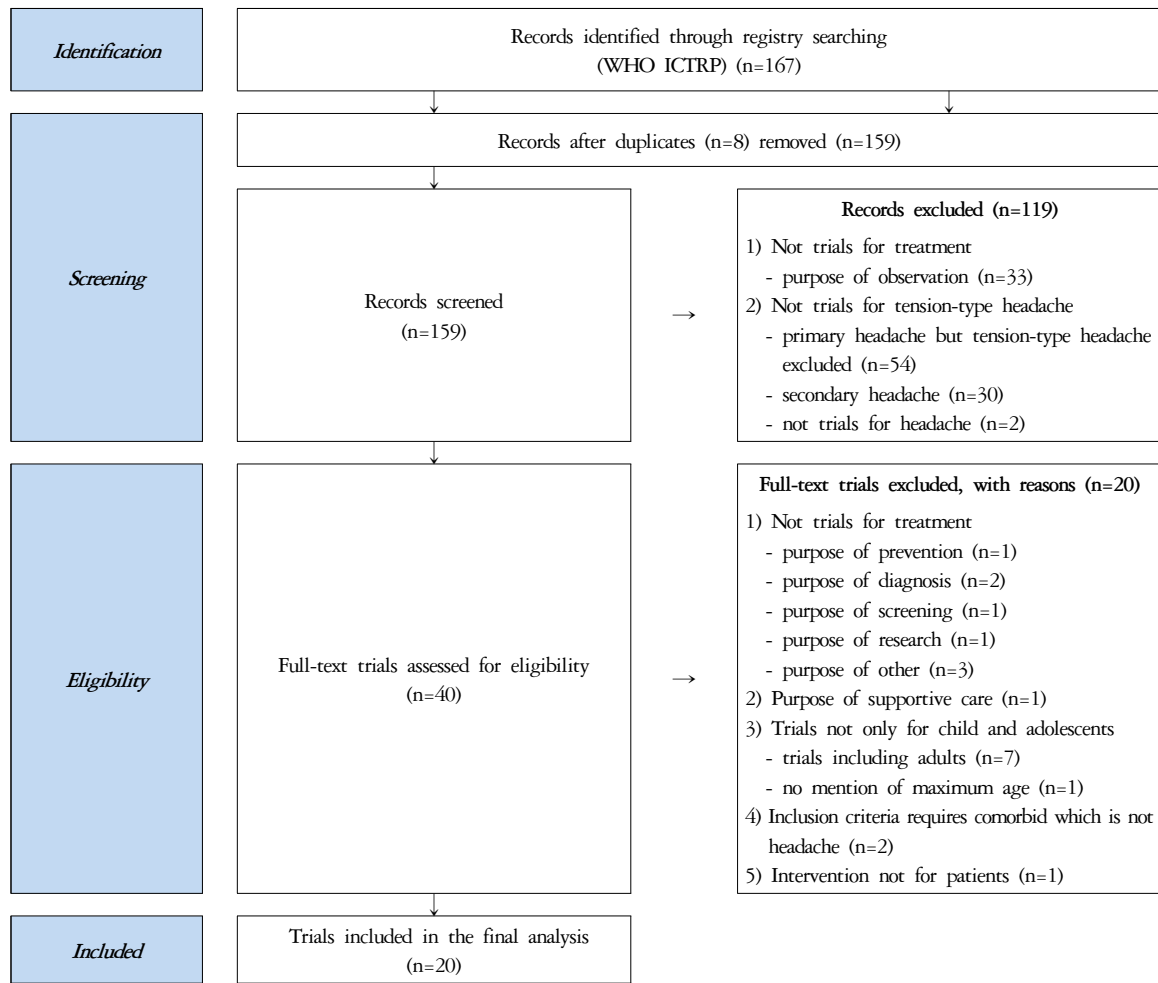 Identification
Records identified through registry searching
(WHO ICTRP) (n=167)
Screening
Records after duplicates (n=8) removed (n=159)
Records screened
(n=159)
→
Records excluded (n=119)
1) Not trials for treatment
- purpose of observation (n=33)
2) Not trials for tension-type headache
- primary headache but tension-type headache
excluded (n=54)
- secondary headache (n=30)
- not trials for headache (n=2)
Eligibility
Full-text trials assessed for eligibility
(n=40)
→
Full-text trials excluded, with reasons (n=20)
1) Not trials for treatment
- purpose of prevention (n=1)
- purpose of diagnosis (n=2)
- purpose of screening (n=1)
- purpose of research (n=1)
- purpose of other (n=3)
2) Purpose of supportive care (n=1)
3) Trials not only for child and adolescents
- trials including adults (n=7)
- no mention of maximum age (n=1)
4) Inclusion criteria requires comorbid which is not
headache (n=2)
5) Intervention not for patients (n=1)
Included
Trials included in the final analysis
(n=20)